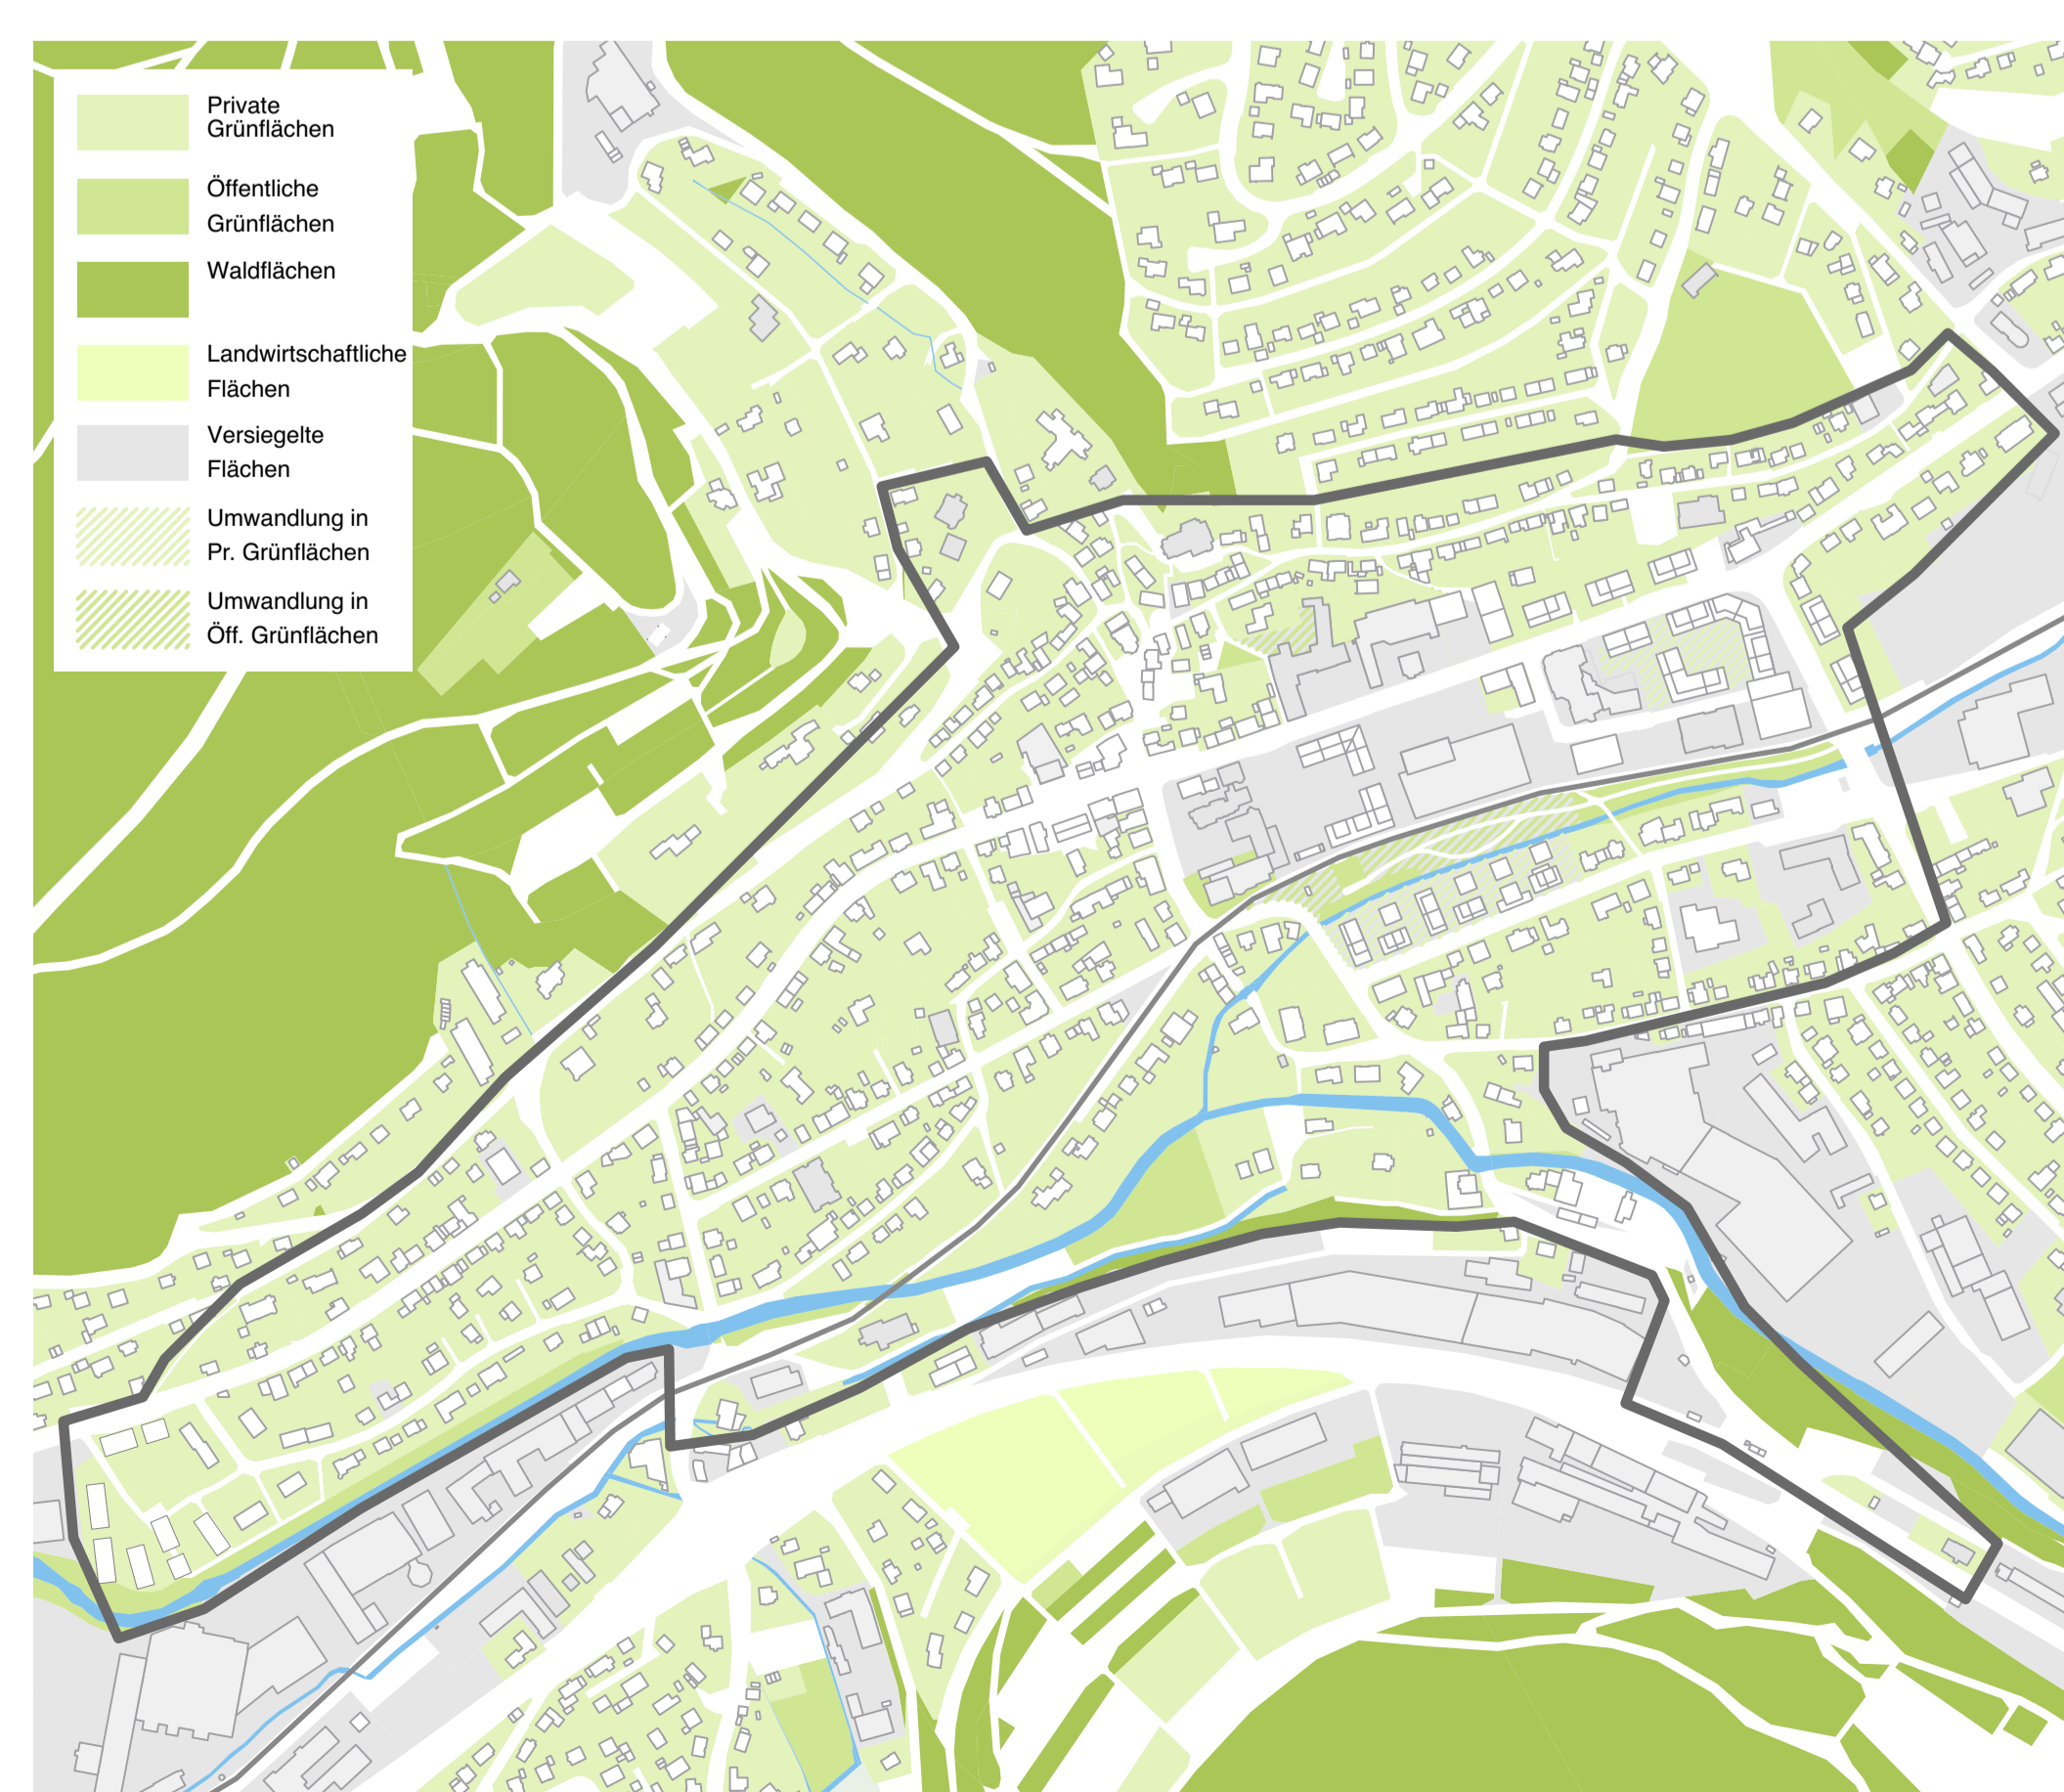 Private
Grünflächen
Öffentliche
Grünflächen
Waldflächen
Landwirtschaftliche
Flächen
Versiegelte
Flächen
Umwandlung in
Pr. Grünflächen
Umwandlung in
Öff. Grünflächen